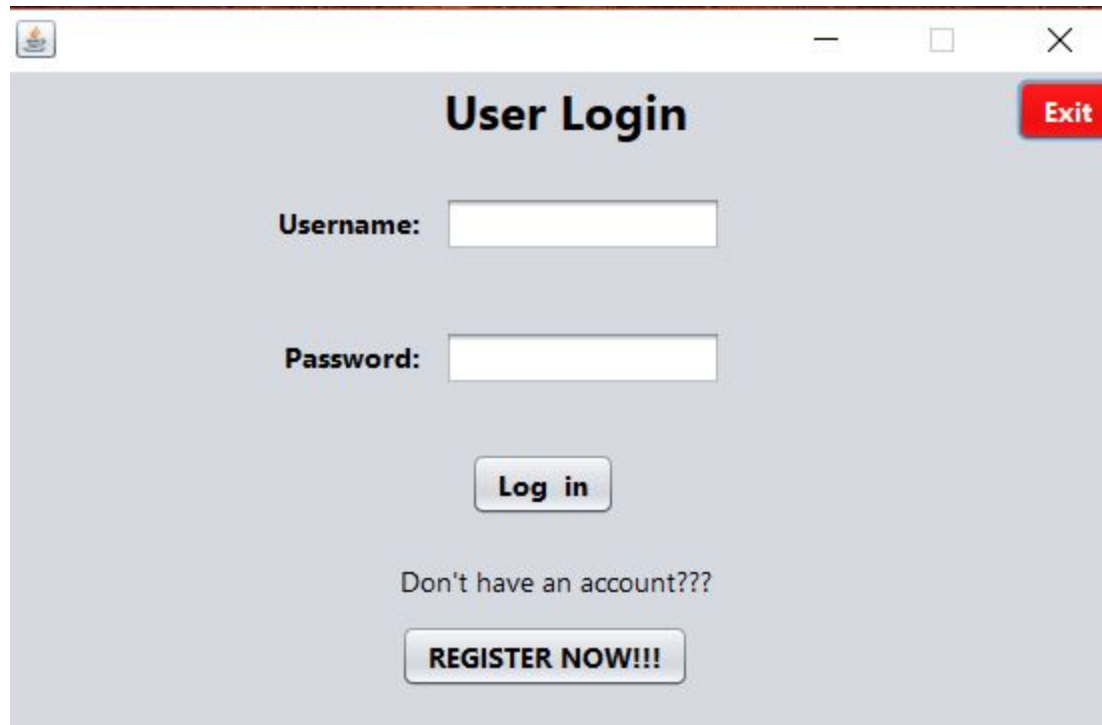 User Login
Exit
Username:
Password:
Log  in
Don't have an account???
REGISTER NOW!!!